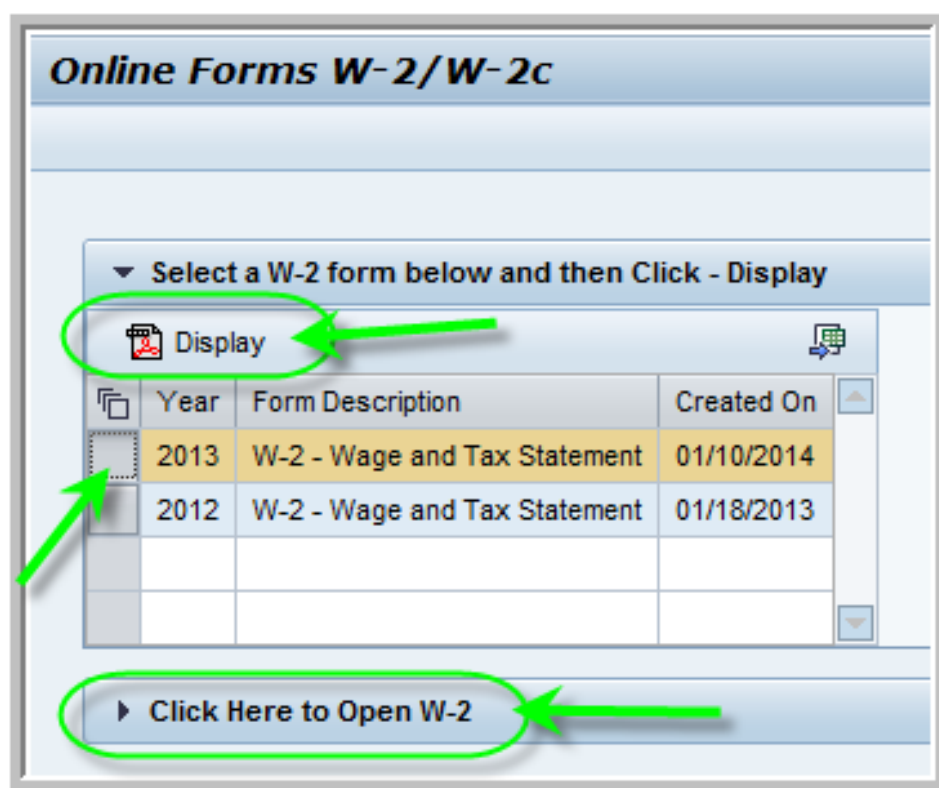 Online Forms W-2/W-2c
Select a W-2 form below and then Click - Display
Display
Year Form Description Created On
2013 W-2 - Wage and Tax Statement 01/10/2014
2012 W-2 - Wage and Tax Statement 01/18/2013
Click Here to Open W-2